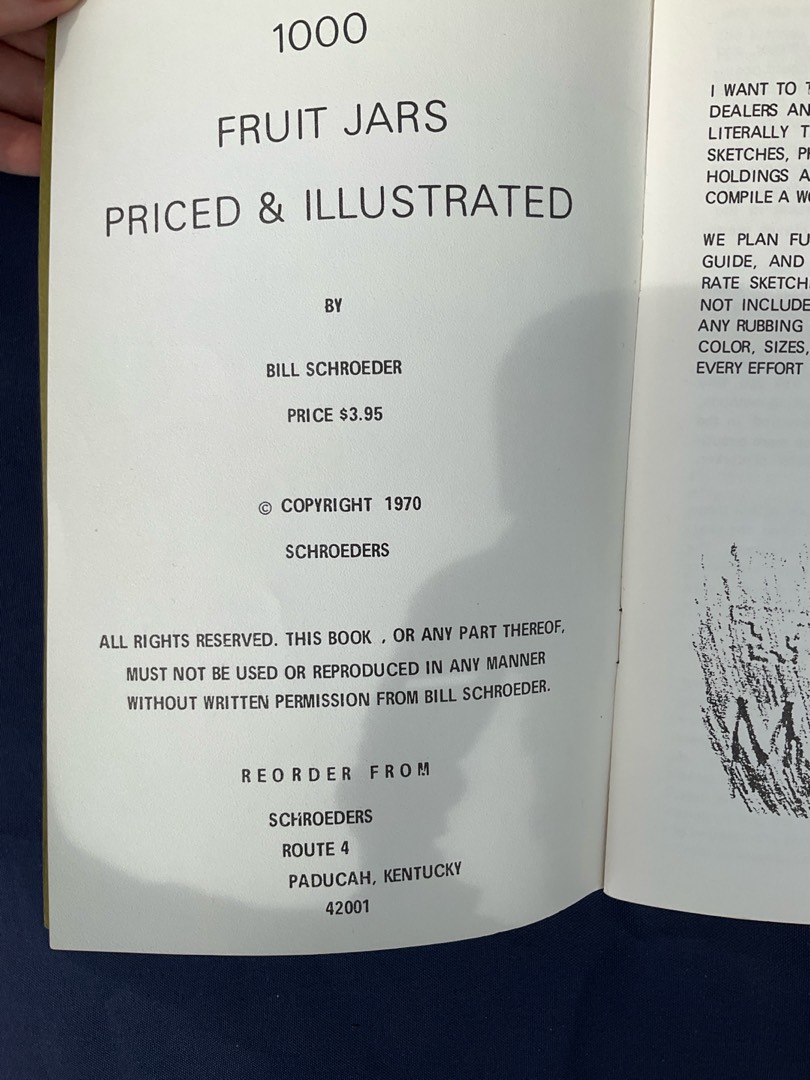 1000
FRUIT JARS
PRICED & ILLUSTRATED
BY
BILL SCHROEDER
PRICE $3.95
© COPYRIGHT 1970
SCHROEDERS
ALL RIGHTS RESERVED. THIS BOOK , OR ANY PART THEREOF,
MUST NOT BE USED OR REPRODUCED IN ANY MANNER
WITHOUT WRITTEN PERMISSION FROM BILL SCHROEDER.
REORDER FROM
SCHROEDERS
ROUTE 4
PADUCAH, KENTUCKY
42001
I WANT TO
DEALERS
LITERALLY
SKETCHES,
HOLDINGS
COMPILE A
WE PLAN
GUIDE, AND
RATE
NOT
ANY RUBBING
COLOR, SIZES,
EVERY EFFORT